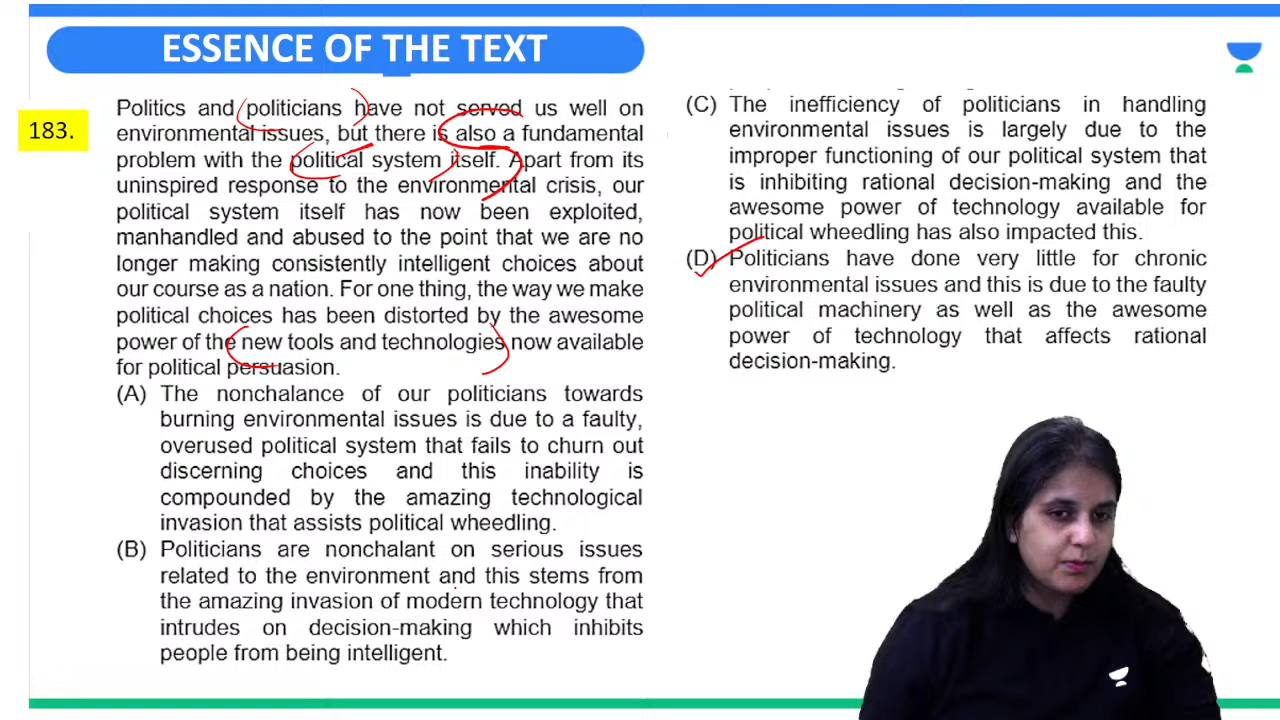 ESSENCE OF THE TEXT
183.
Politics and politicians have not served us well on
environmental issues, but there is also a fundamental
problem with the political system itself. Apart from its
uninspired response to the environmental crisis, our
political system itself has now been exploited,
manhandled and abused to the point that we are no
longer making consistently intelligent choices about
our course as a nation. For one thing, the way we make
political choices has been distorted by the awesome
power of the new tools and technologies now available
for political persuasion.
(A) The nonchalance of our politicians towards
burning environmental issues is due to a faulty,
overused political system that fails to churn out
discerning choices and this inability is
compounded by the amazing technological
invasion that assists political wheedling.
(B) Politicians are nonchalant on serious issues
related to the environment and this stems from
the amazing invasion of modern technology that
intrudes on decision-making which inhibits
people from being intelligent.
(C) The inefficiency of politicians in handling
environmental issues is largely due to the
improper functioning of our political system that
is inhibiting rational decision-making and the
awesome power of technology available for
political wheedling has also impacted this.
(D) Politicians have done very little for chronic
environmental issues and this is due to the faulty
political machinery as well as the awesome
power of technology that affects rational
decision-making.